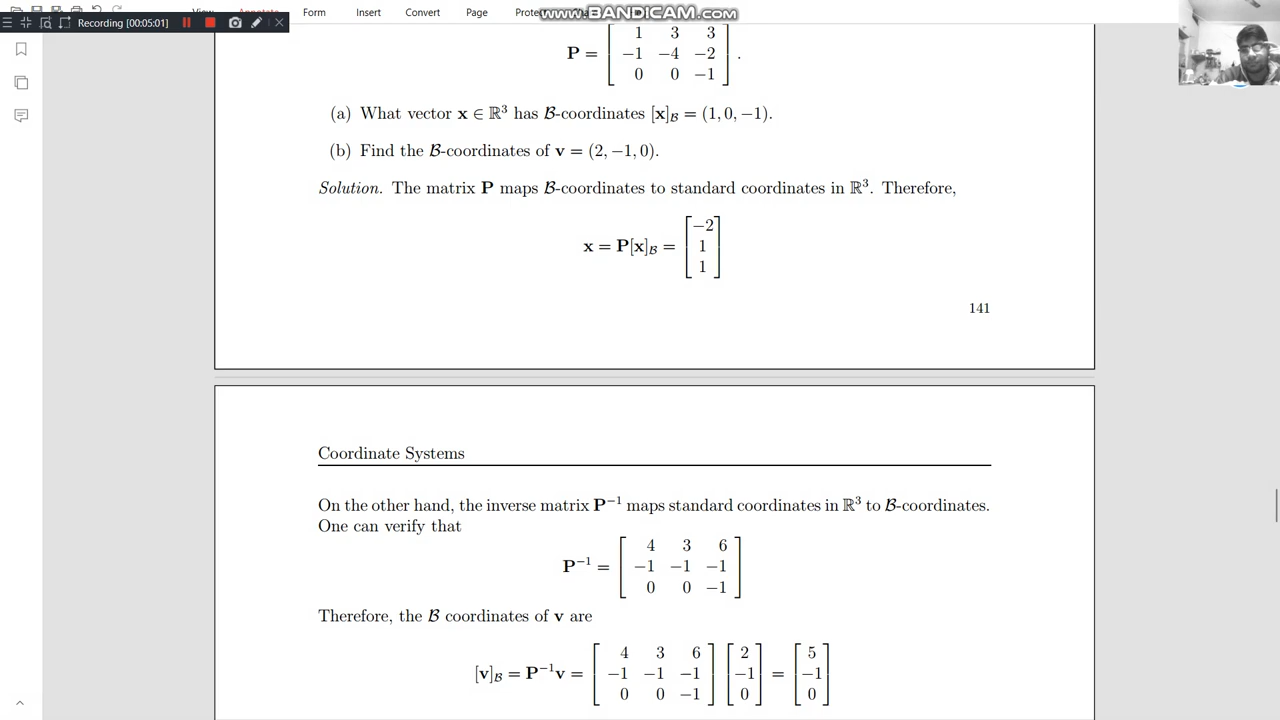 www.BANDICAM.com
Recording [00:05:01]
View Annotate Form Insert Convert Page
P = [ 1 3 3
−1 −4 −2
0 0 −1 ] .
(a) What vector x ∈ ℝ³ has ℬ-coordinates [x]ℬ = (1, 0, −1).
(b) Find the ℬ-coordinates of v = (2, −1, 0).
Solution. The matrix P maps ℬ-coordinates to standard coordinates in ℝ³. Therefore,
x = P[x]ℬ = [ −2
1
1 ]
141
Coordinate Systems
On the other hand, the inverse matrix P⁻¹ maps standard coordinates in ℝ³ to ℬ-coordinates.
One can verify that
P⁻¹ = [ 4 3 6
−1 −1 −1
0 0 −1 ]
Therefore, the ℬ coordinates of v are
[v]ℬ = P⁻¹v = [ 4 3 6
−1 −1 −1
0 0 −1 ] [ 2
−1
0 ] = [ 5
−1
0 ]